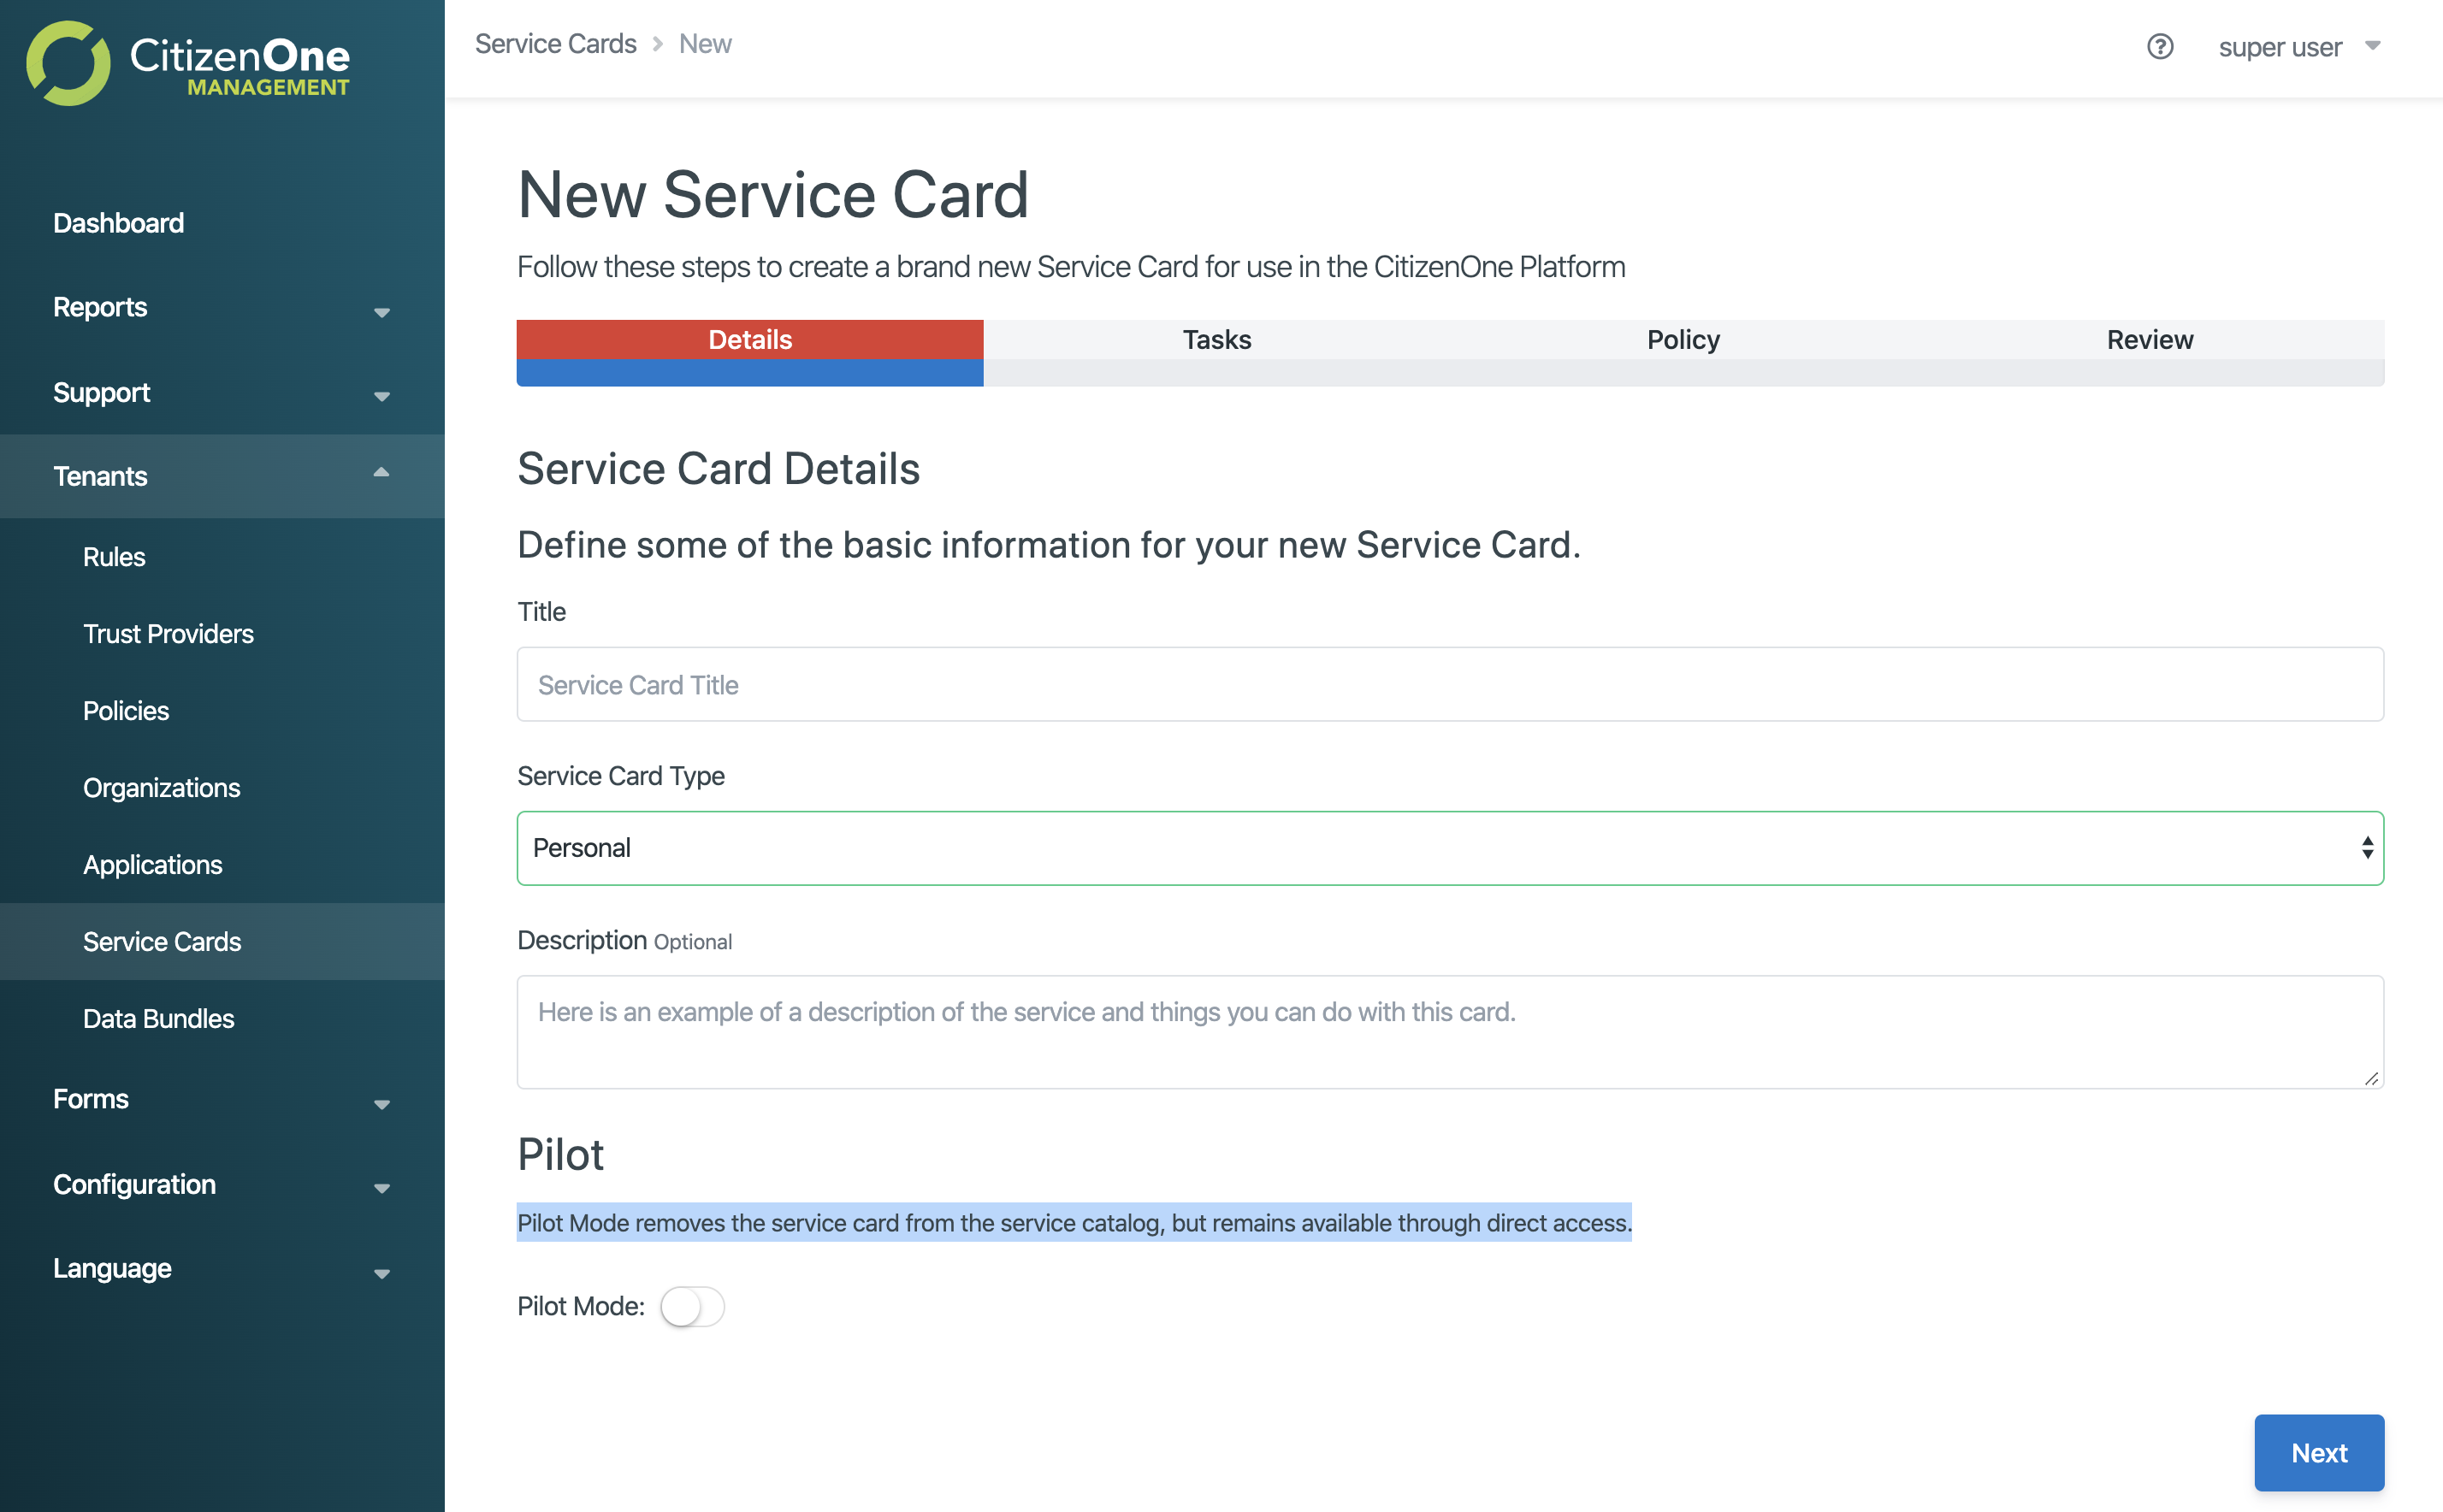 CitizenOne
MANAGEMENT
Dashboard
Reports
Support
Tenants
Rules
Trust Providers
Policies
Organizations
Applications
Service Cards
Data Bundles
Forms
Configuration
Language
Service Cards > New
super user
New Service Card
Follow these steps to create a brand new Service Card for use in the CitizenOne Platform
Details Tasks Policy Review
Service Card Details
Define some of the basic information for your new Service Card.
Title
Service Card Title
Service Card Type
Personal
Description Optional
Here is an example of a description of the service and things you can do with this card.
Pilot
Pilot Mode removes the service card from the service catalog, but remains available through direct access.
Pilot Mode:
Next